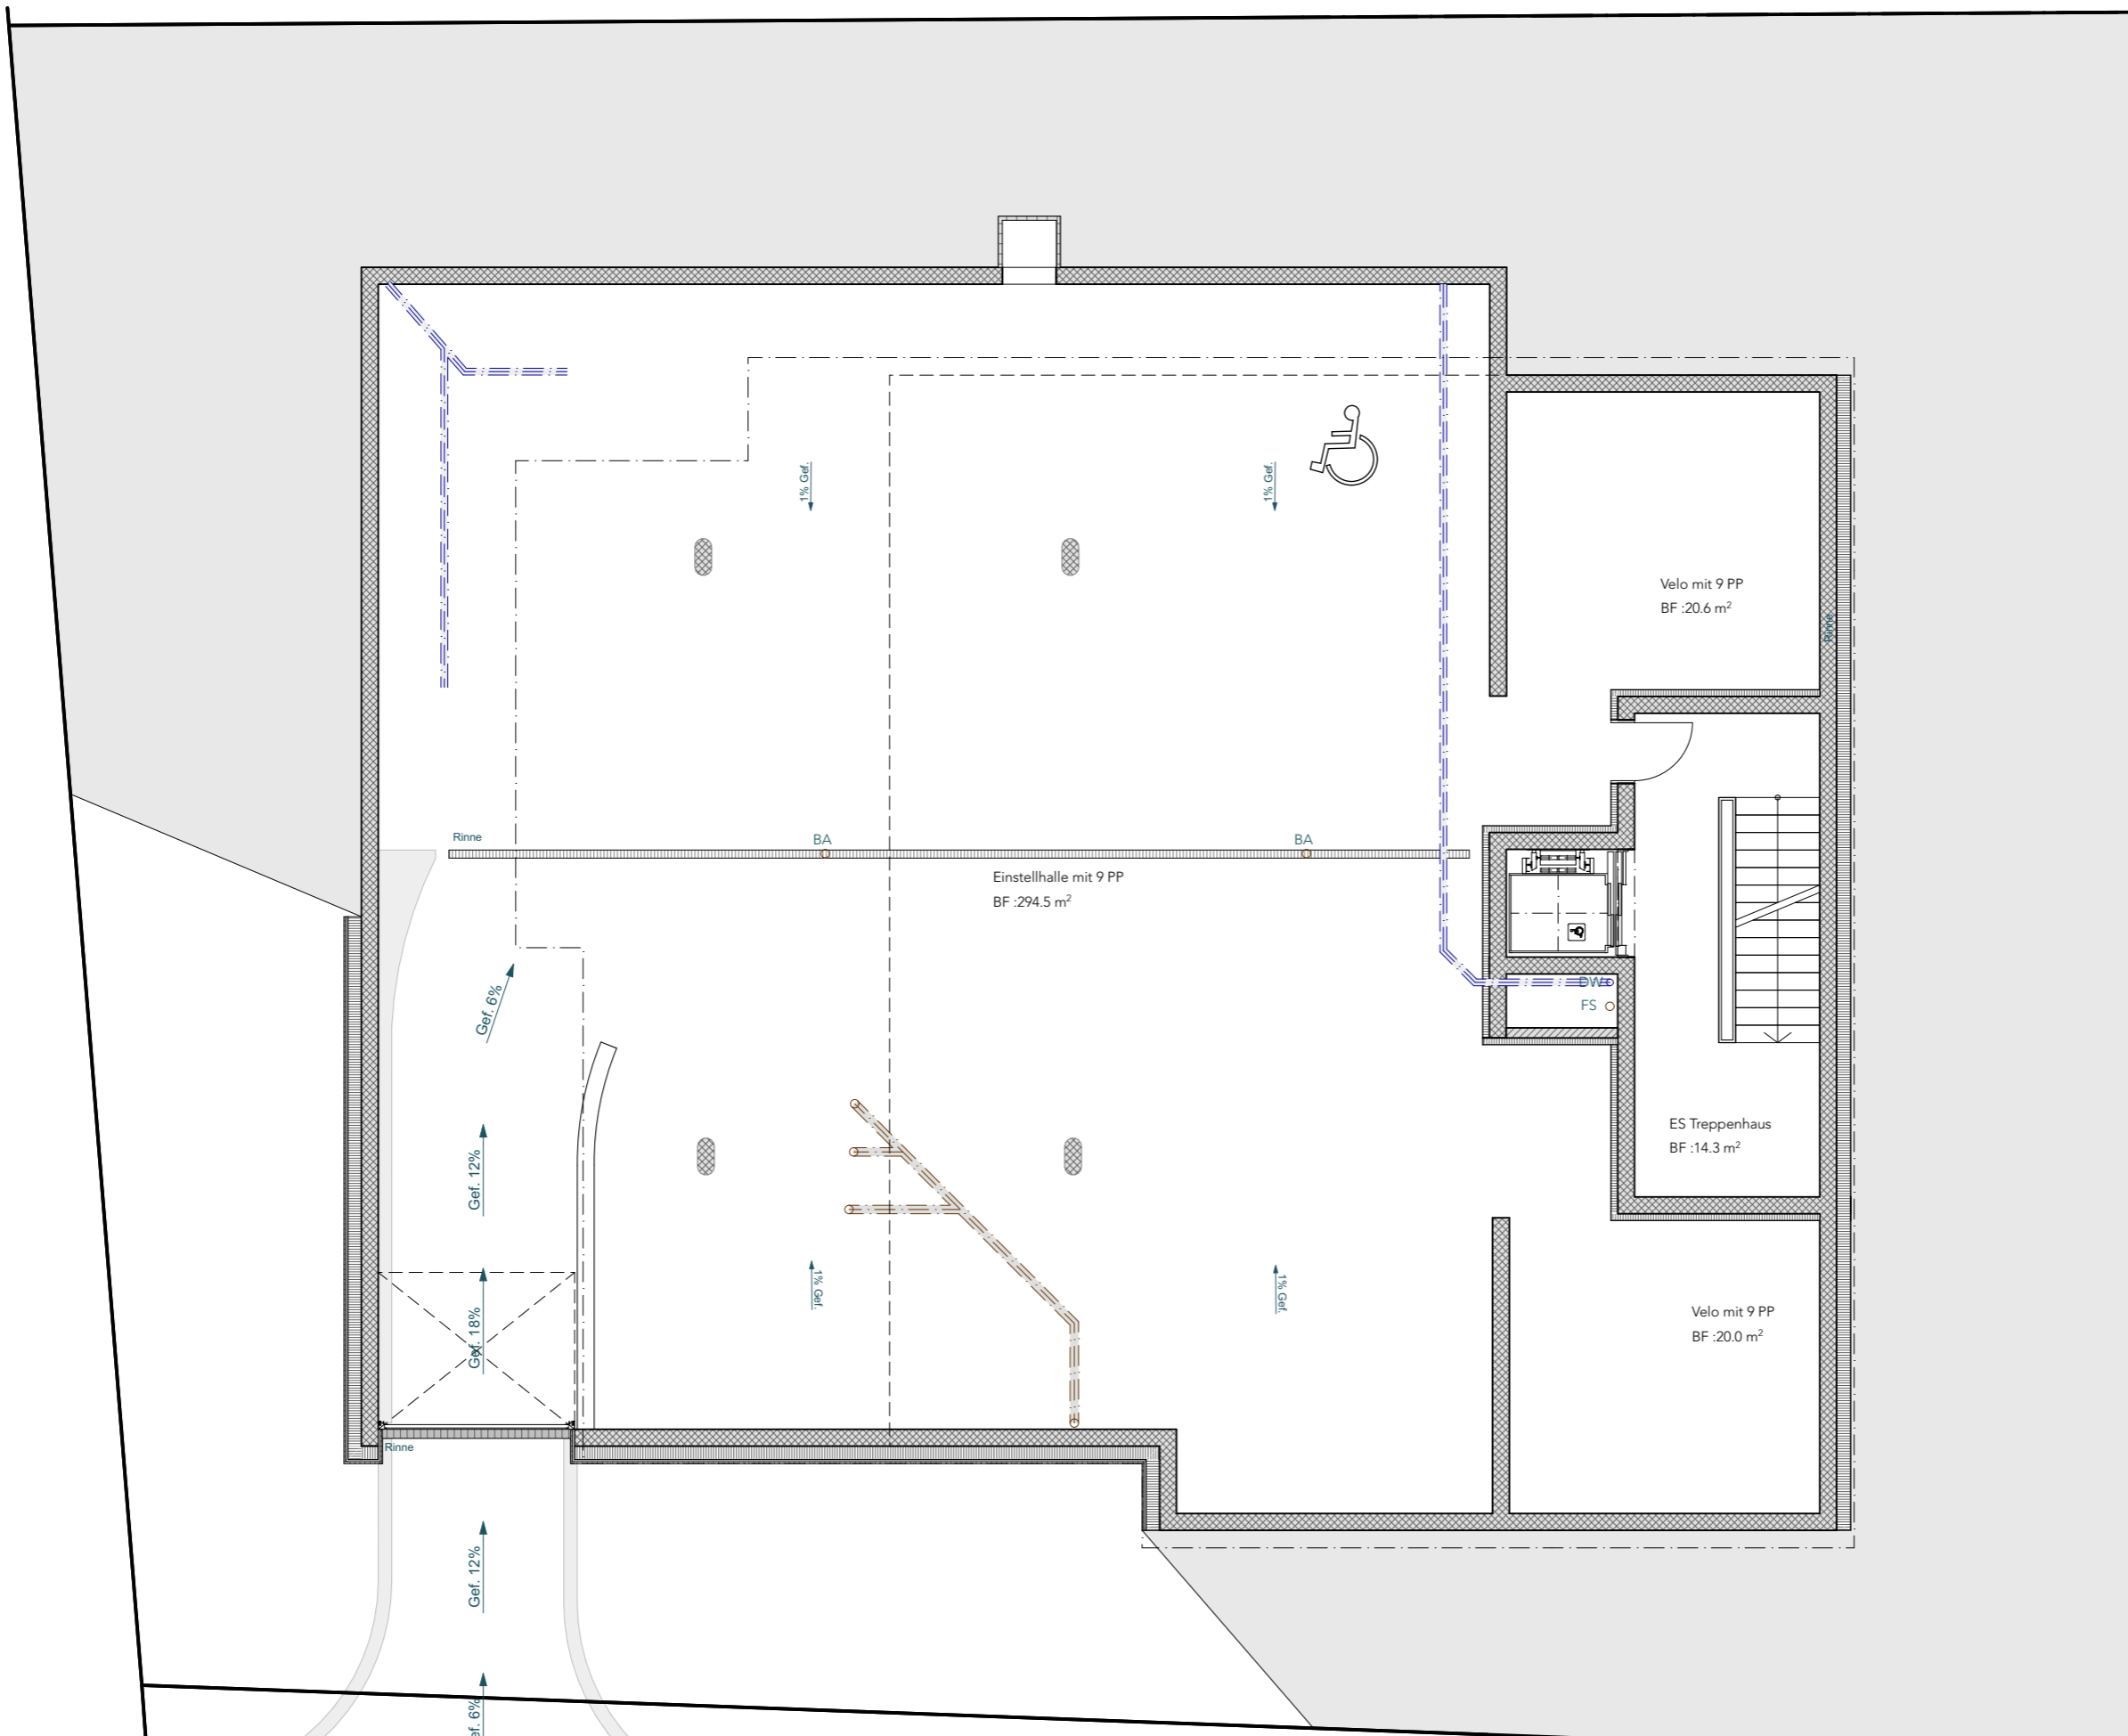 1% Gef.
1% Gef.
Velo mit 9 PP
BF :20.6 m²
Rinne
Rinne
BA
BA
Einstellhalle mit 9 PP
BF :294.5 m²
DW
FS
Gef. 6%
Gef. 12%
ES Treppenhaus
BF :14.3 m²
1% Gef.
1% Gef.
Gef. 18%
Velo mit 9 PP
BF :20.0 m²
Rinne
Gef. 12%
ef. 6%